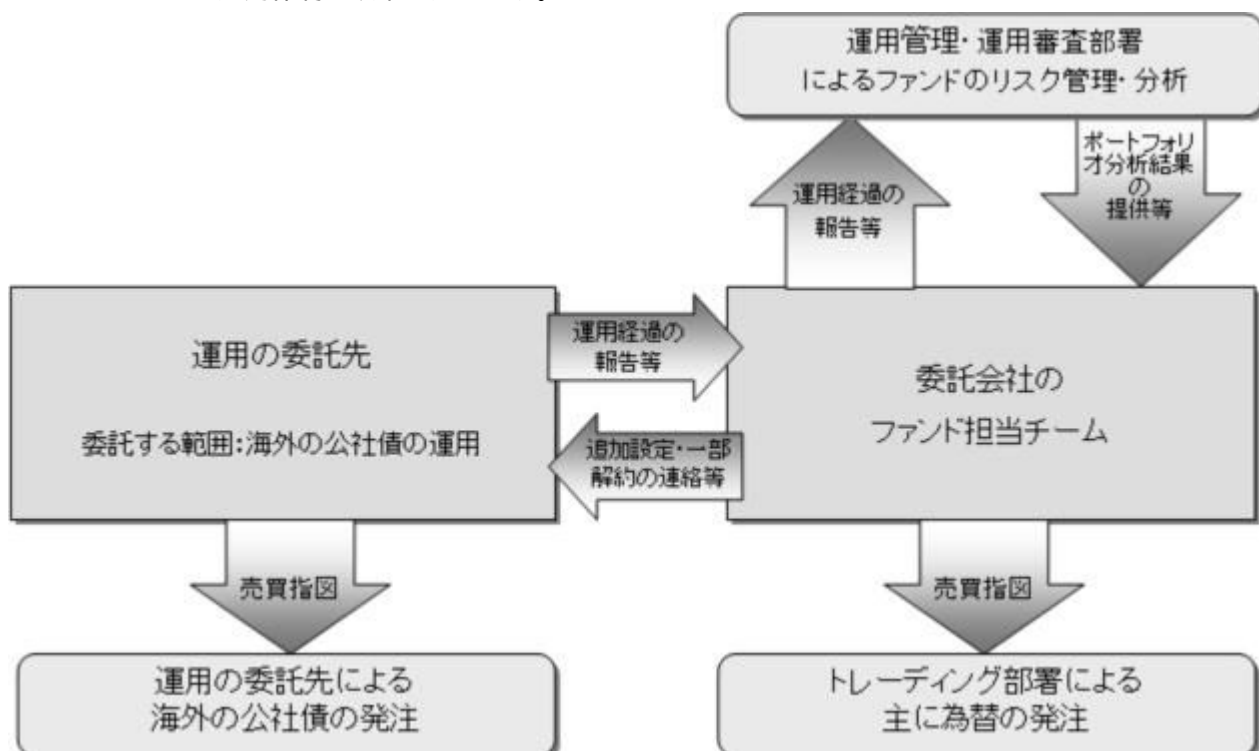 運用管理・運用審査部署
によるファンドのリスク管理・分析
運用経過の
報告等
ポートフォリ
オ分析結果
の
提供等
運用の委託先
委託する範囲:海外の公社債の運用
運用経過の
報告等
追加設定・一部
解約の連絡等
委託会社の
ファンド担当チーム
売買指図
売買指図
運用の委託先による
海外の公社債の発注
トレーディング部署による
主に為替の発注